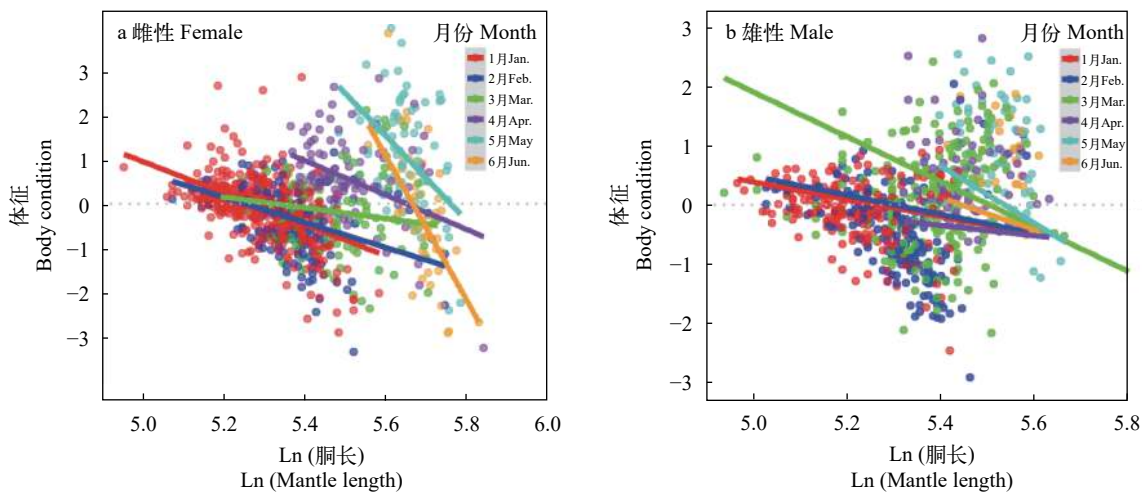 a 雌性 Female
月份 Month
1月Jan.
2月Feb.
3月Mar.
4月Apr.
5月May
6月Jun.
3
2
1
0
−1
−2
−3
体征
Body condition
5.0
5.2
5.4
5.6
5.8
6.0
Ln (胴长)
Ln (Mantle length)
b 雄性 Male
月份 Month
1月Jan.
2月Feb.
3月Mar.
4月Apr.
5月May
6月Jun.
3
2
1
0
−1
−2
−3
体征
Body condition
5.0
5.2
5.4
5.6
5.8
Ln (胴长)
Ln (Mantle length)